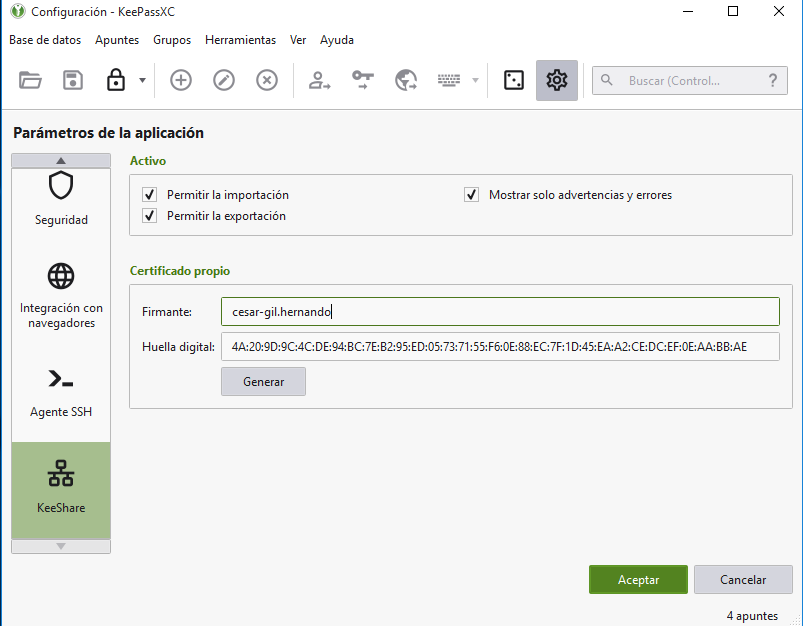 Configuración - KeePassXC
Base de datos Apuntes Grupos Herramientas Ver Ayuda
Buscar (Control... ?
Parámetros de la aplicación
Seguridad
Integración con
navegadores
Agente SSH
KeeShare
Activo
Permitir la importación
Mostrar solo advertencias y errores
Permitir la exportación
Certificado propio
Firmante: cesar-gil.hernando
Huella digital: 4A:20:9D:9C:4C:DE:94:BC:7E:B2:95:ED:05:73:71:55:F6:0E:88:EC:7F:1D:45:EA:A2:CE:DC:EF:0E:AA:BB:AE
Generar
Aceptar Cancelar
4 apuntes